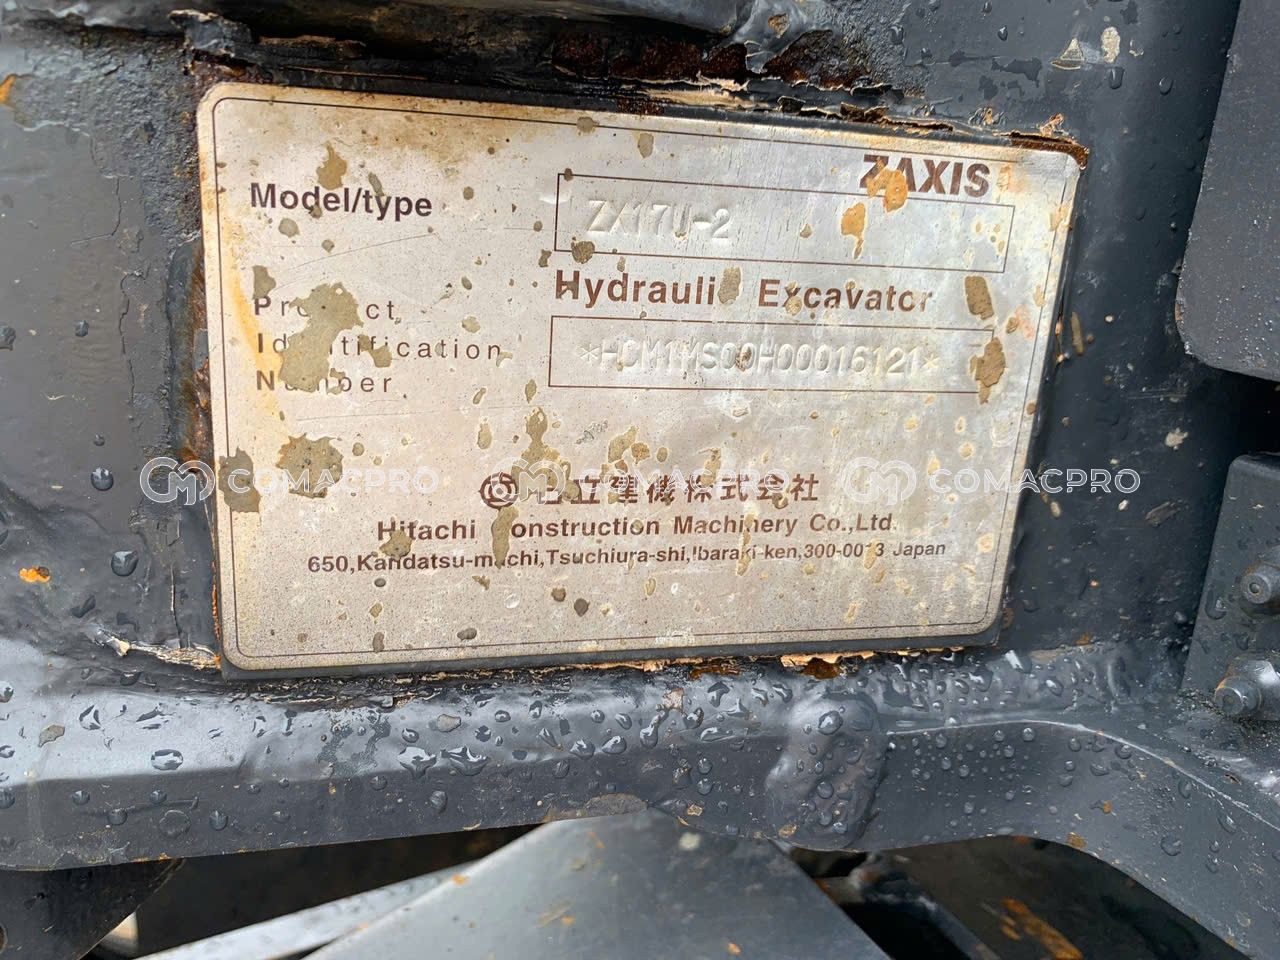 ZAXIS
Model/type
ZX17U-2
Hydraulic Excavator
Product
Identification
Number
*HCM1MS00H00016121*
日立建機株式会社
Hitachi Construction Machinery Co.,Ltd.
650,Kandatsu-machi,Tsuchiura-shi,Ibaraki-ken,300-0013 Japan
COMACPRO COMACPRO COMACPRO